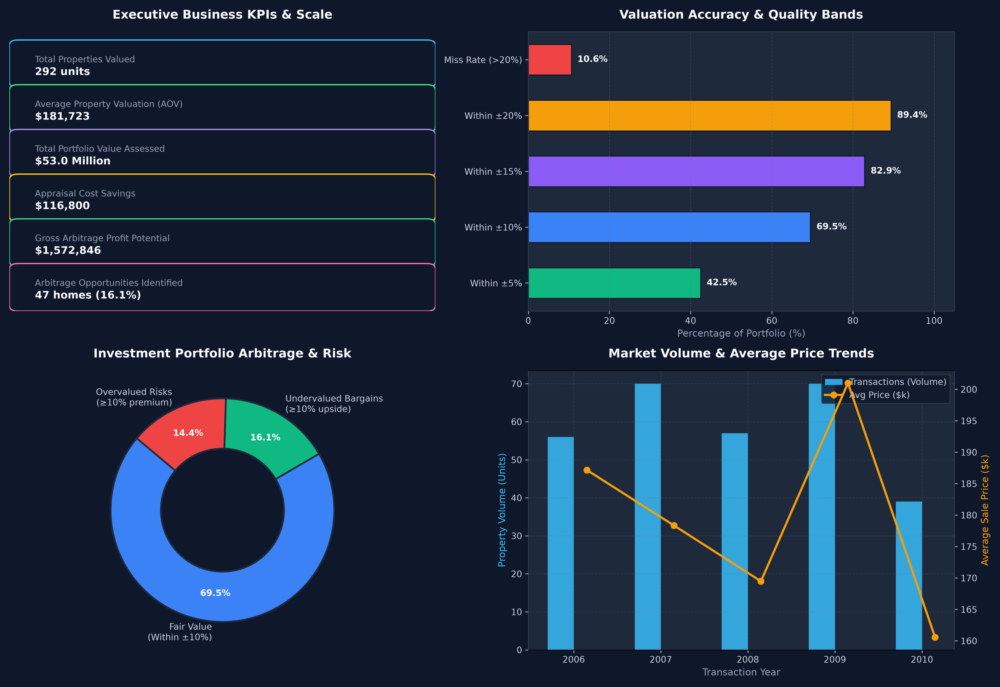 Executive Business KPIs & Scale
Total Properties Valued
292 units
Average Property Valuation (AOV)
$181,723
Total Portfolio Value Assessed
$53.0 Million
Appraisal Cost Savings
$116,800
Gross Arbitrage Profit Potential
$1,572,846
Arbitrage Opportunities Identified
47 homes (16.1%)
Valuation Accuracy & Quality Bands
Miss Rate (>20%)
10.6%
Within ±20%
89.4%
Within ±15%
82.9%
Within ±10%
69.5%
Within ±5%
42.5%
0 20 40 60 80 100
Percentage of Portfolio (%)
Investment Portfolio Arbitrage & Risk
Overvalued Risks
(≥10% premium)
Undervalued Bargains
(≥10% upside)
14.4%
16.1%
69.5%
Fair Value
(Within ±10%)
Market Volume & Average Price Trends
Transactions (Volume)
Avg Price ($k)
Property Volume (Units)
70
60
50
40
30
20
10
0
200
195
190
185
180
175
170
165
160
Average Sale Price ($k)
2006 2007 2008 2009 2010
Transaction Year